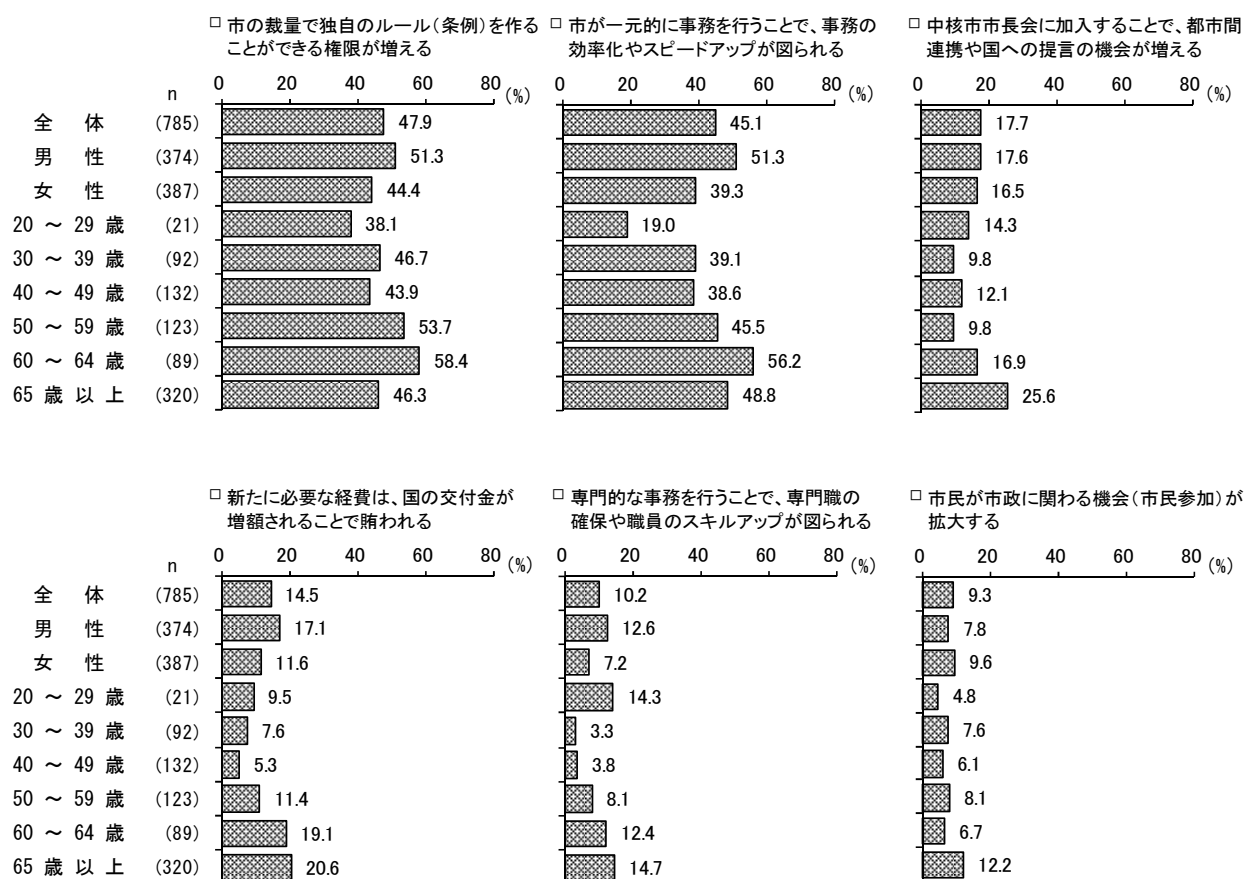 □ 市の裁量で独自のルール（条例）を作る
ことができる権限が増える
□ 市が一元的に事務を行うことで、事務の
効率化やスピードアップが図られる
□ 中核市市長会に加入することで、都市間
連携や国への提言の機会が増える
n 0 20 40 60 80 (%) 0 20 40 60 80 (%) 0 20 40 60 80 (%)
全体 (785) 47.9 45.1 17.7
男性 (374) 51.3 51.3 17.6
女性 (387) 44.4 39.3 16.5
20 ～ 29 歳 (21) 38.1 19.0 14.3
30 ～ 39 歳 (92) 46.7 39.1 9.8
40 ～ 49 歳 (132) 43.9 38.6 12.1
50 ～ 59 歳 (123) 53.7 45.5 9.8
60 ～ 64 歳 (89) 58.4 56.2 16.9
65 歳以上 (320) 46.3 48.8 25.6
□ 新たに必要な経費は、国の交付金が
増額されることで賄われる
□ 専門的な事務を行うことで、専門職の
確保や職員のスキルアップが図られる
□ 市民が市政に関わる機会（市民参加）が
拡大する
n 0 20 40 60 80 (%) 0 20 40 60 80 (%) 0 20 40 60 80 (%)
全体 (785) 14.5 10.2 9.3
男性 (374) 17.1 12.6 7.8
女性 (387) 11.6 7.2 9.6
20 ～ 29 歳 (21) 9.5 14.3 4.8
30 ～ 39 歳 (92) 7.6 3.3 7.6
40 ～ 49 歳 (132) 5.3 3.8 6.1
50 ～ 59 歳 (123) 11.4 8.1 8.1
60 ～ 64 歳 (89) 19.1 12.4 6.7
65 歳以上 (320) 20.6 14.7 12.2